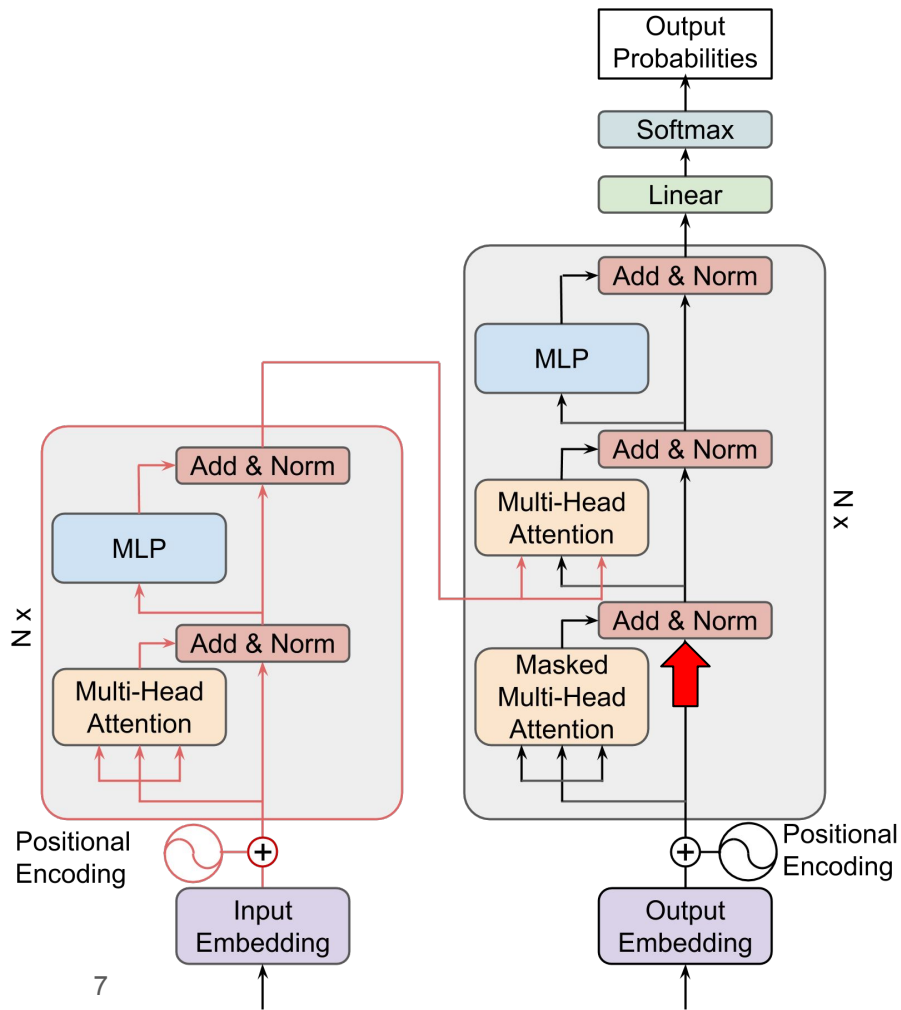 Output
Probabilities
Softmax
Linear
Add & Norm
MLP
Add & Norm
Multi-Head
Attention
N x
Add & Norm
Masked
Multi-Head
Attention
Positional
Encoding
Output
Embedding
Add & Norm
MLP
N x
Add & Norm
Multi-Head
Attention
Positional
Encoding
Input
Embedding
7